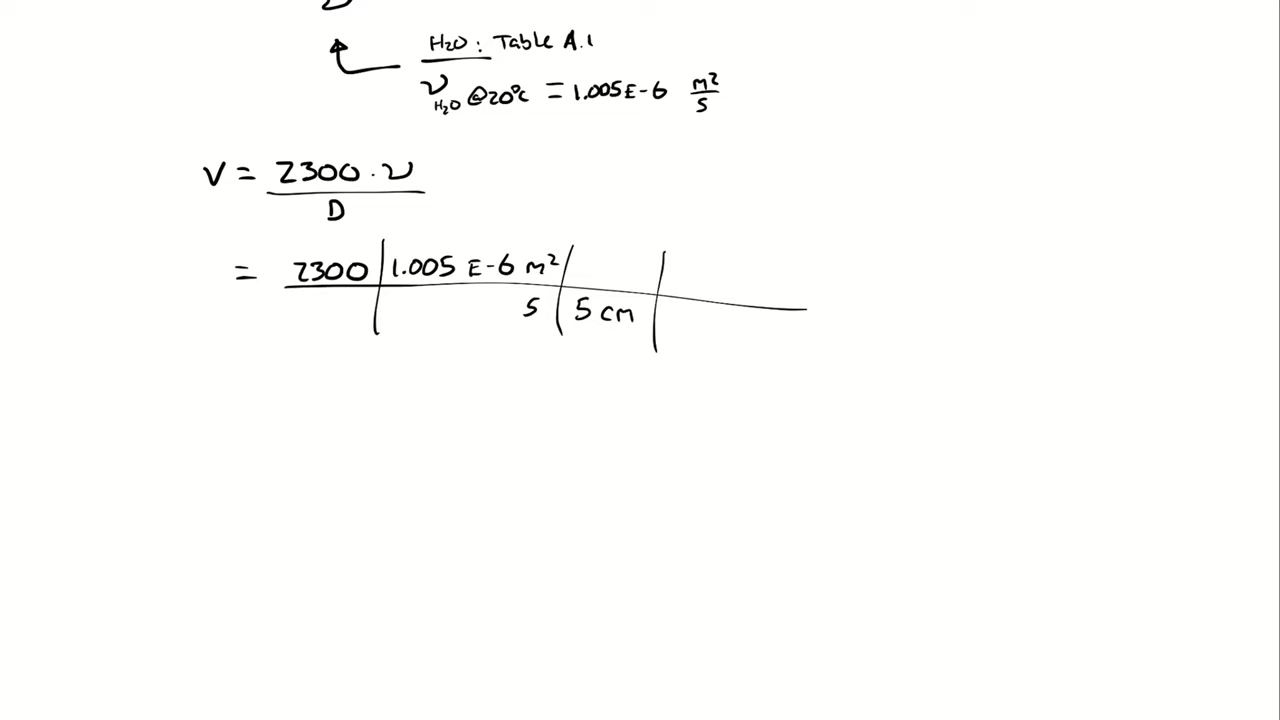 ν
H₂O: Table A.1
ν H₂O @20°C = 1.005E-6 m²/s
V = 2300 · ν
D
= 2300 | 1.005 E-6 m² | |
s | 5 cm |